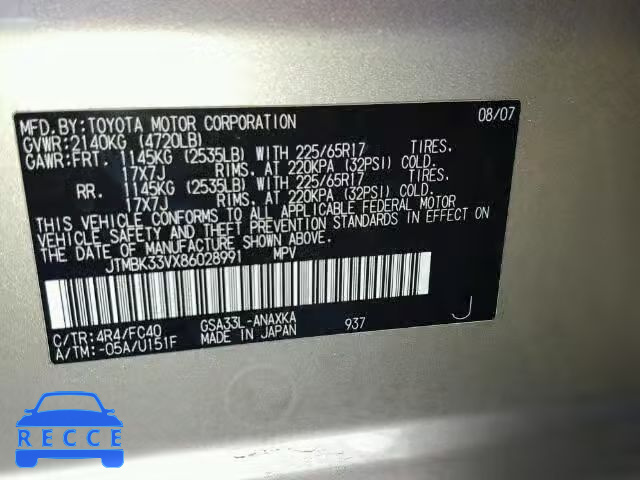 MFD.BY:TOYOTA MOTOR CORPORATION 08/07
GVWR:2140KG (4720LB)
GAWR:FRT. 1145KG (2535LB) WITH 225/65R17 TIRES.
17X7J RIMS. AT 220KPA (32PSI) COLD.
RR. 1145KG (2535LB) WITH 225/65R17 TIRES.
17X7J RIMS. AT 220KPA (32PSI) COLD.
THIS VEHICLE CONFORMS TO ALL APPLICABLE FEDERAL MOTOR
VEHICLE SAFETY AND THEFT PREVENTION STANDARDS IN EFFECT ON
THE DATE OF MANUFACTURE SHOWN ABOVE.
JTMBK33VX86028991 MPV
C/TR:4R4/FC40 GSA33L-ANAXKA 937 J
A/TM:-05A/U151F MADE IN JAPAN
RECCE